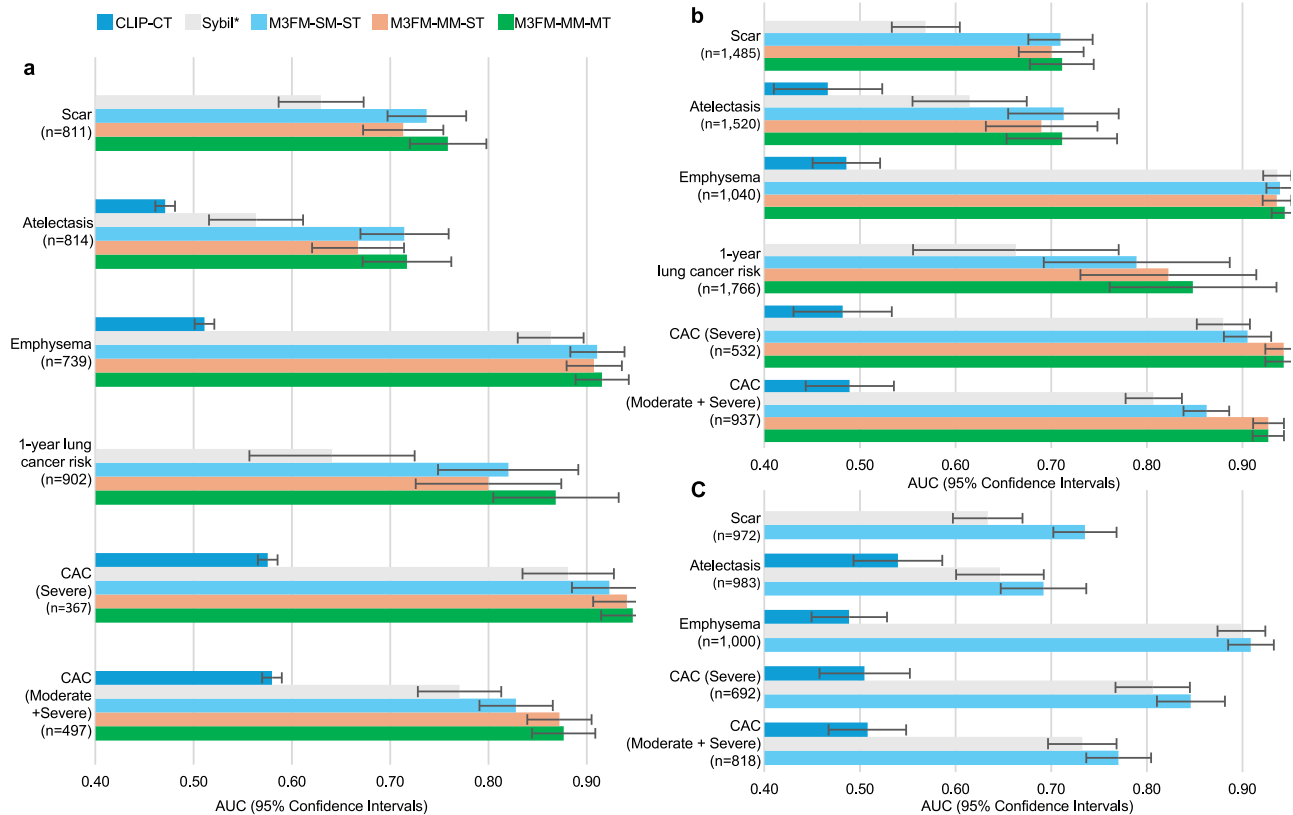 CLIP-CT Sybil* M3FM-SM-ST M3FM-MM-ST M3FM-MM-MT
a
Scar
(n=811)
Atelectasis
(n=814)
Emphysema
(n=739)
1-year lung
cancer risk
(n=902)
CAC
(Severe)
(n=367)
CAC
(Moderate
+Severe)
(n=497)
0.40 0.50 0.60 0.70 0.80 0.90
AUC (95% Confidence Intervals)
b
Scar
(n=1,485)
Atelectasis
(n=1,520)
Emphysema
(n=1,040)
1-year
lung cancer risk
(n=1,766)
CAC (Severe)
(n=532)
CAC
(Moderate + Severe)
(n=937)
0.40 0.50 0.60 0.70 0.80 0.90
AUC (95% Confidence Intervals)
C
Scar
(n=972)
Atelectasis
(n=983)
Emphysema
(n=1,000)
CAC (Severe)
(n=692)
CAC
(Moderate + Severe)
(n=818)
0.40 0.50 0.60 0.70 0.80 0.90
AUC (95% Confidence Intervals)